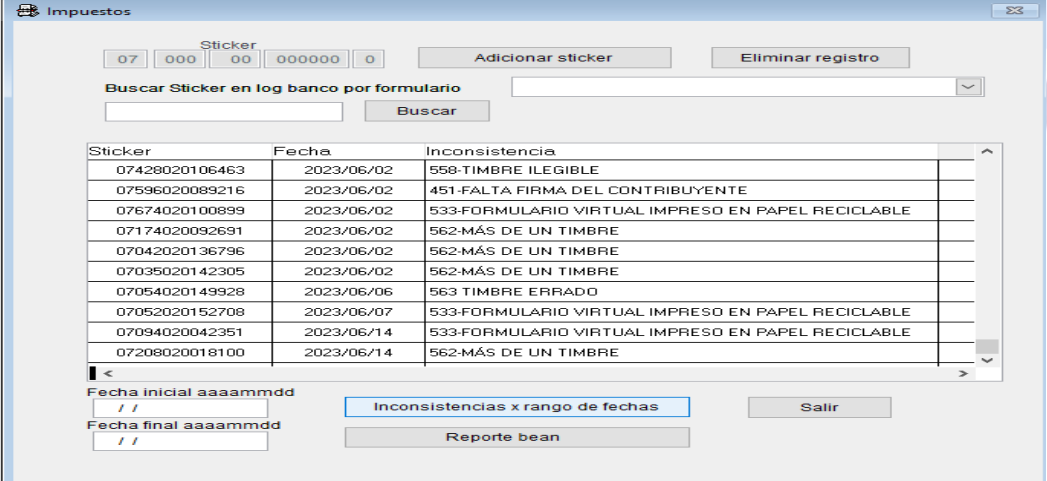 Impuestos
Sticker
07 000 00 000000 0 Adicionar sticker Eliminar registro
Buscar Sticker en log banco por formulario
Buscar
Sticker Fecha Inconsistencia
07428020106463 2023/06/02 558-TIMBRE ILEGIBLE
07596020089216 2023/06/02 451-FALTA FIRMA DEL CONTRIBUYENTE
07674020100899 2023/06/02 533-FORMULARIO VIRTUAL IMPRESO EN PAPEL RECICLABLE
07174020092691 2023/06/02 562-MÁS DE UN TIMBRE
07042020136796 2023/06/02 562-MÁS DE UN TIMBRE
07035020142305 2023/06/02 562-MÁS DE UN TIMBRE
07054020149928 2023/06/06 563 TIMBRE ERRADO
07052020152708 2023/06/07 533-FORMULARIO VIRTUAL IMPRESO EN PAPEL RECICLABLE
07094020042351 2023/06/14 533-FORMULARIO VIRTUAL IMPRESO EN PAPEL RECICLABLE
07208020018100 2023/06/14 562-MÁS DE UN TIMBRE
Fecha inicial aaaammdd
/ / Inconsistencias x rango de fechas Salir
Fecha final aaaammdd
/ / Reporte bean